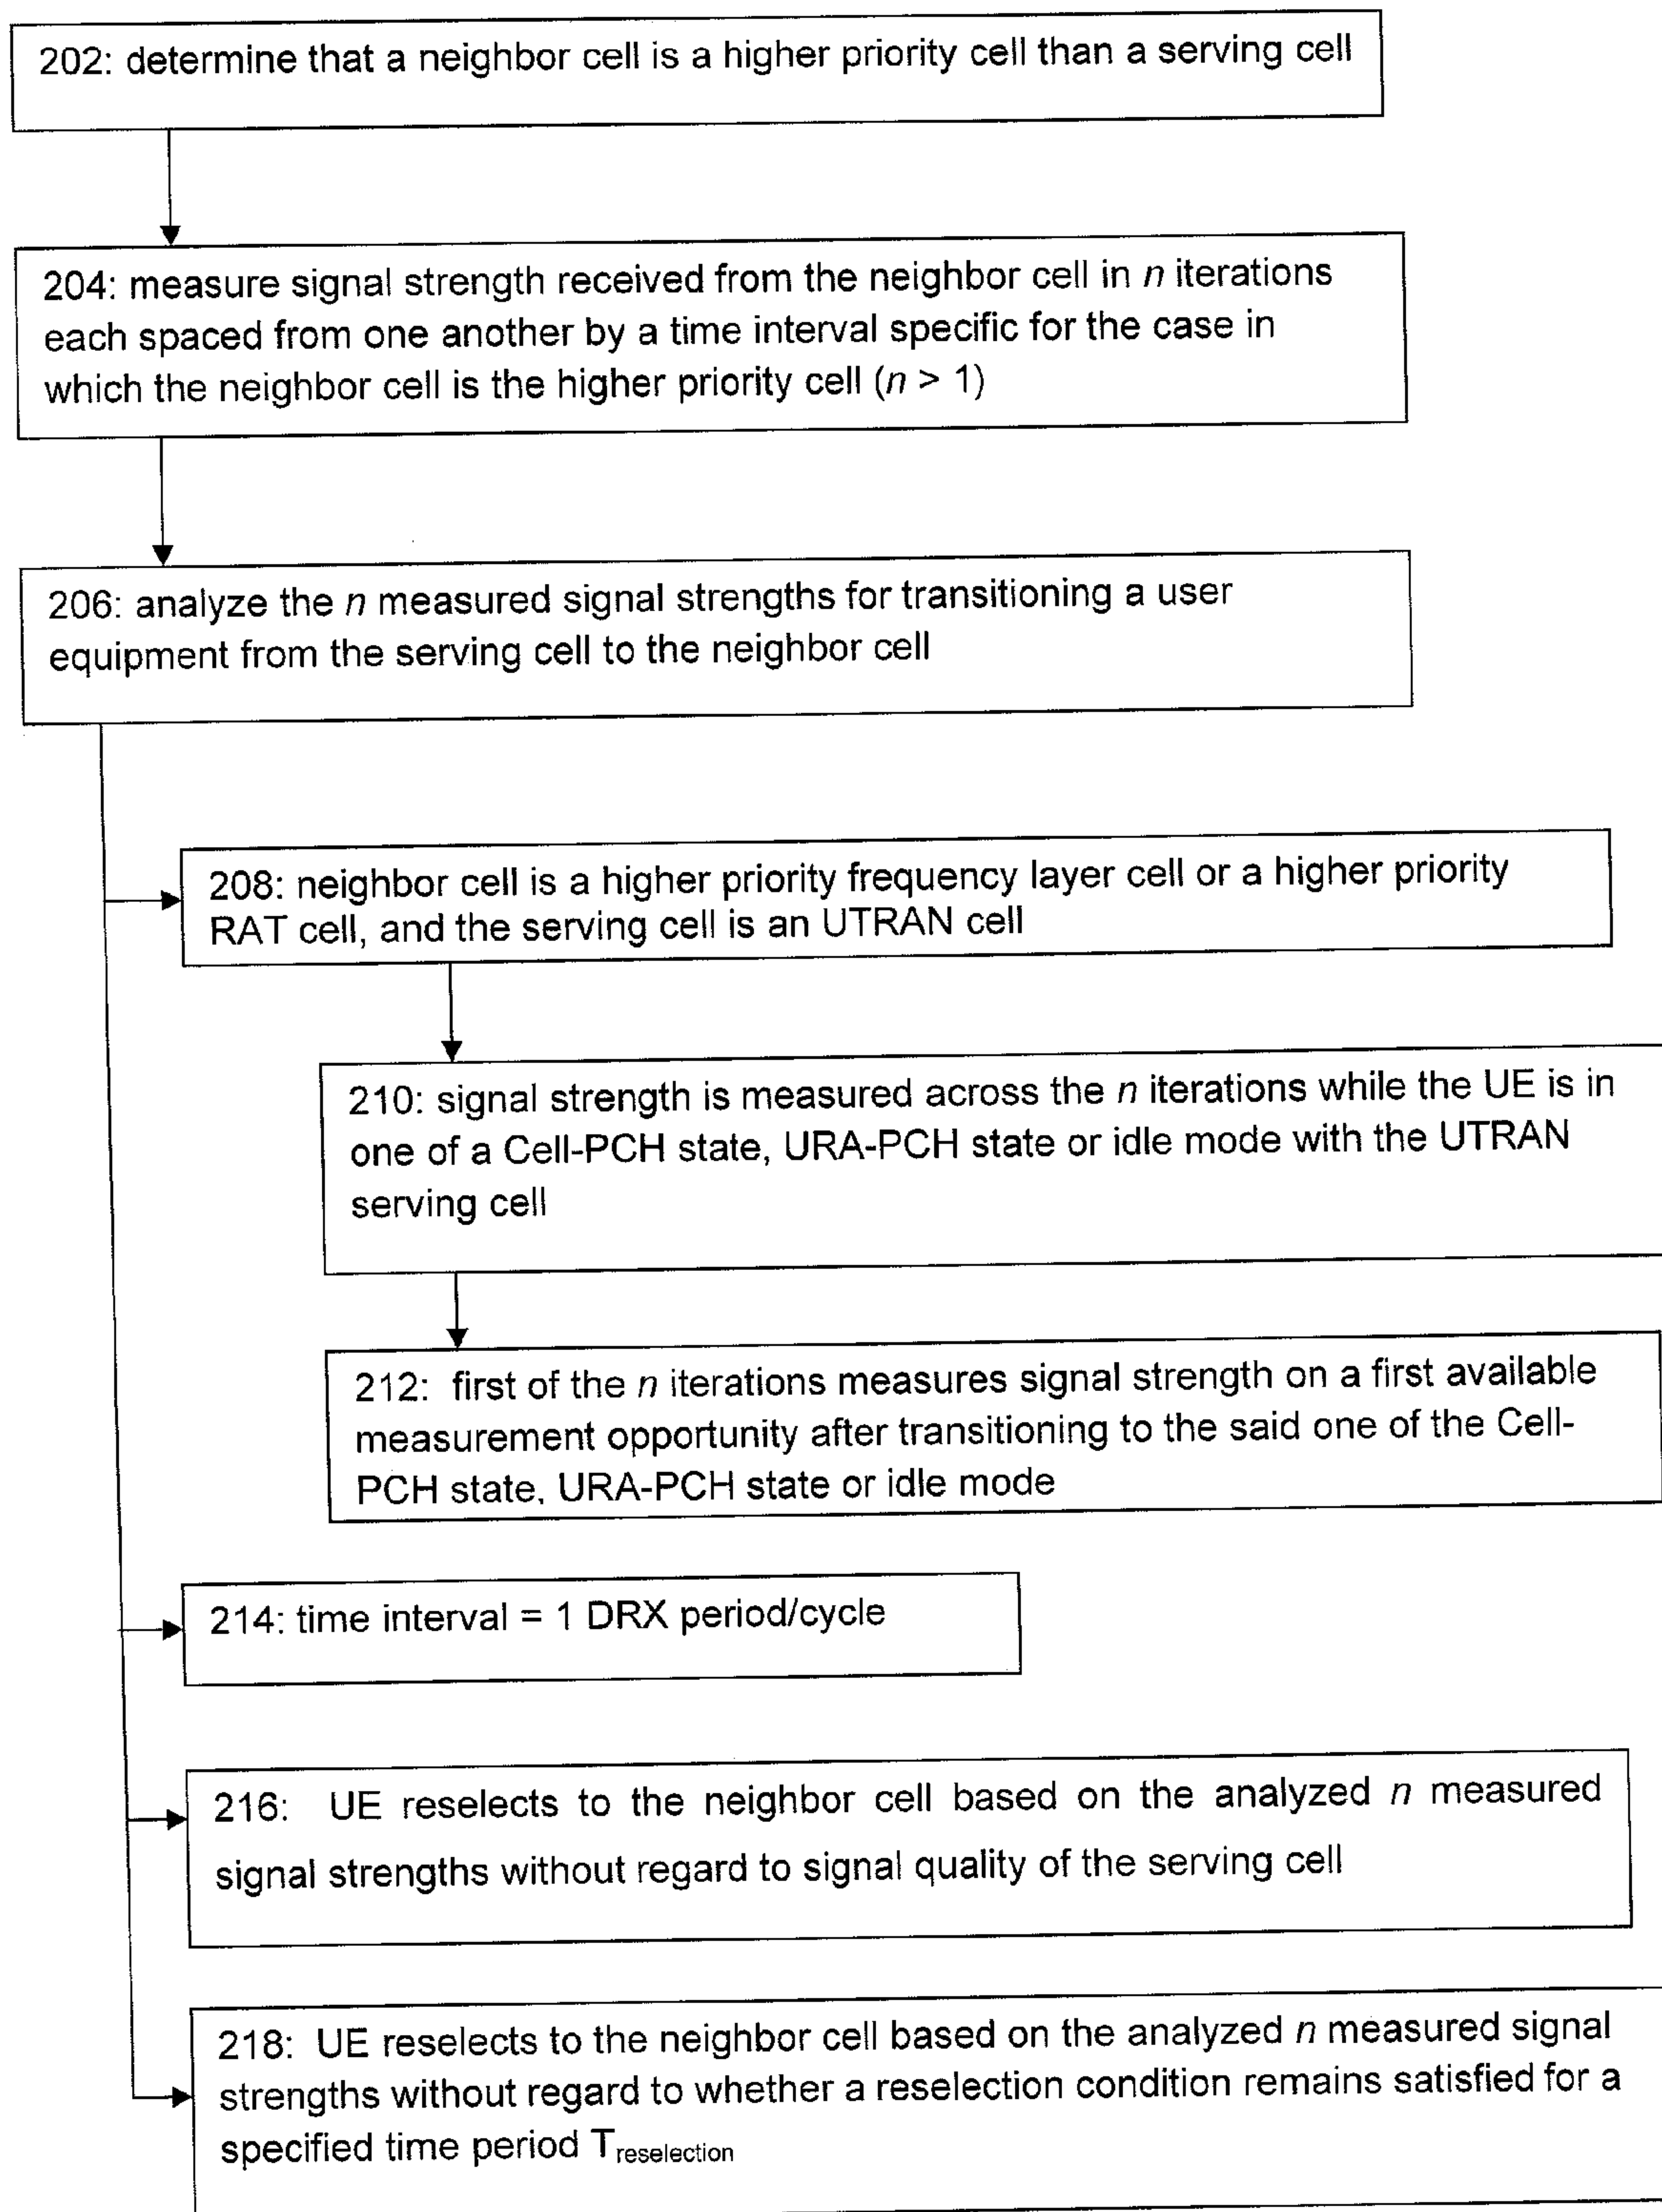 202: determine that a neighbor cell is a higher priority cell than a serving cell
204: measure signal strength received from the neighbor cell in n iterations
each spaced from one another by a time interval specific for the case in
which the neighbor cell is the higher priority cell (n > 1)
206: analyze the n measured signal strengths for transitioning a user
equipment from the serving cell to the neighbor cell
208: neighbor cell is a higher priority frequency layer cell or a higher priority
RAT cell, and the serving cell is an UTRAN cell
210: signal strength is measured across the n iterations while the UE is in
one of a Cell-PCH state, URA-PCH state or idle mode with the UTRAN
serving cell
212: first of the n iterations measures signal strength on a first available
measurement opportunity after transitioning to the said one of the Cell-
PCH state, URA-PCH state or idle mode
214: time interval = 1 DRX period/cycle
216: UE reselects to the neighbor cell based on the analyzed n measured
signal strengths without regard to signal quality of the serving cell
218: UE reselects to the neighbor cell based on the analyzed n measured signal
strengths without regard to whether a reselection condition remains satisfied for a
specified time period Treselection